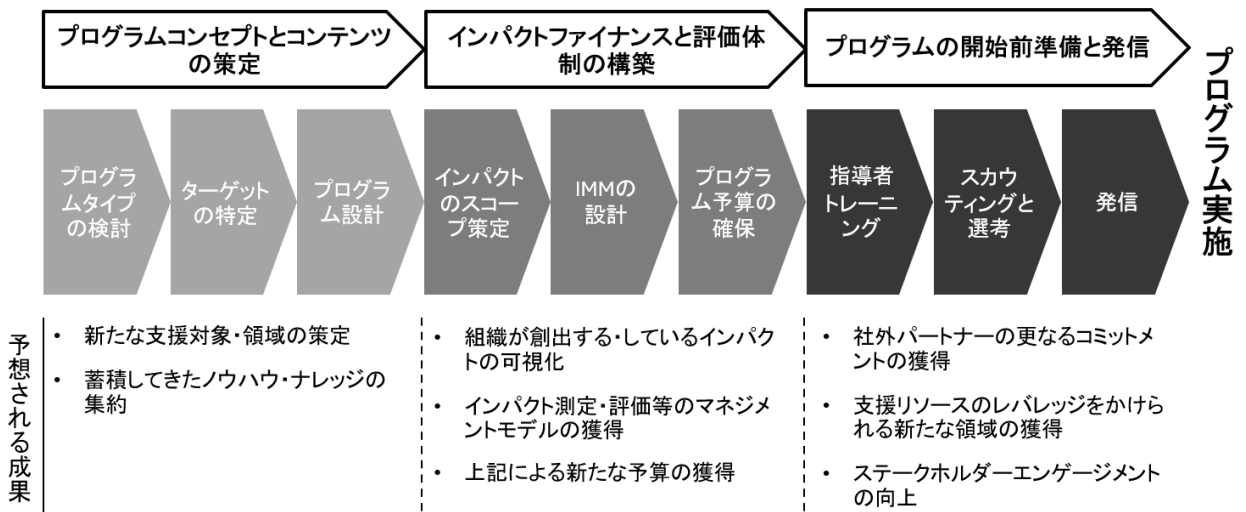 プログラムコンセプトとコンテンツ
の策定
インパクトファイナンスと評価体
制の構築
プログラムの開始前準備と発信
プログラム実施
プログラ
ムタイプ
の検討
ターゲット
の特定
プログラ
ム設計
インパクト
のスコー
プ策定
IMMの
設計
プログラ
ム予算の
確保
指導者
トレーニ
ング
スカウ
ティングと
選考
発信
予想される成果
• 新たな支援対象・領域の策定
• 蓄積してきたノウハウ・ナレッジの
集約
• 組織が創出する・しているインパク
トの可視化
• インパクト測定・評価等のマネジメ
ントモデルの獲得
• 上記による新たな予算の獲得
• 社外パートナーの更なるコミットメ
ントの獲得
• 支援リソースのレバレッジをかけら
れる新たな領域の獲得
• ステークホルダーエンゲージメント
の向上